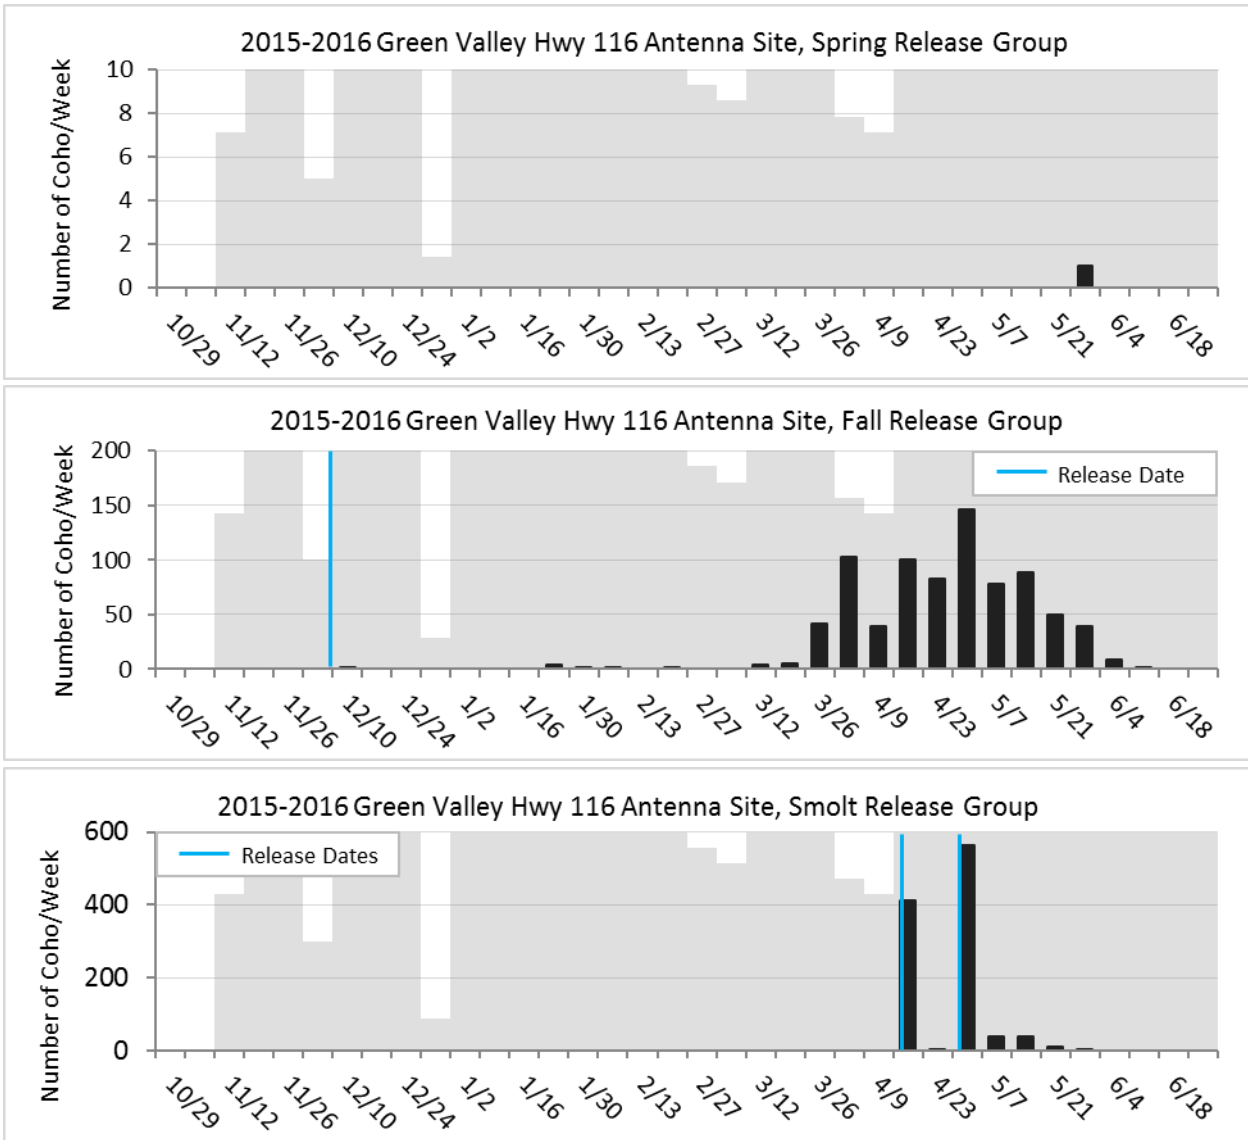 2015-2016 Green Valley Hwy 116 Antenna Site, Spring Release Group
Number of Coho/Week
10
8
6
4
2
0
10/29 11/12 11/26 12/10 12/24 1/2 1/16 1/30 2/13 2/27 3/12 3/26 4/9 4/23 5/7 5/21 6/4 6/18
2015-2016 Green Valley Hwy 116 Antenna Site, Fall Release Group
Number of Coho/Week
200
150
100
50
0
Release Date
10/29 11/12 11/26 12/10 12/24 1/2 1/16 1/30 2/13 2/27 3/12 3/26 4/9 4/23 5/7 5/21 6/4 6/18
2015-2016 Green Valley Hwy 116 Antenna Site, Smolt Release Group
Number of Coho/Week
600
400
200
0
Release Dates
10/29 11/12 11/26 12/10 12/24 1/2 1/16 1/30 2/13 2/27 3/12 3/26 4/9 4/23 5/7 5/21 6/4 6/18